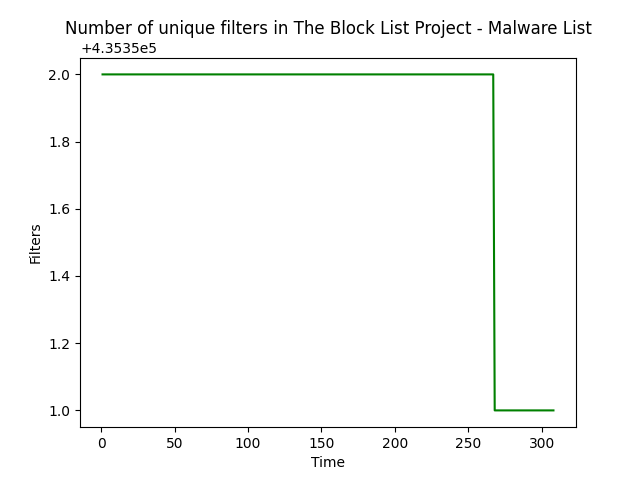 Number of unique filters in The Block List Project - Malware List
+4.3535e5
2.0
1.8
1.6
1.4
1.2
1.0
Filters
0 50 100 150 200 250 300
Time